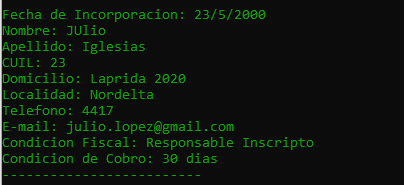 Fecha de Incorporacion: 23/5/2000
Nombre: JUlio
Apellido: Iglesias
CUIL: 23
Domicilio: Laprida 2020
Localidad: Nordelta
Telefono: 4417
E-mail: julio.lopez@gmail.com
Condicion Fiscal: Responsable Inscripto
Condicion de Cobro: 30 dias
-------------------------